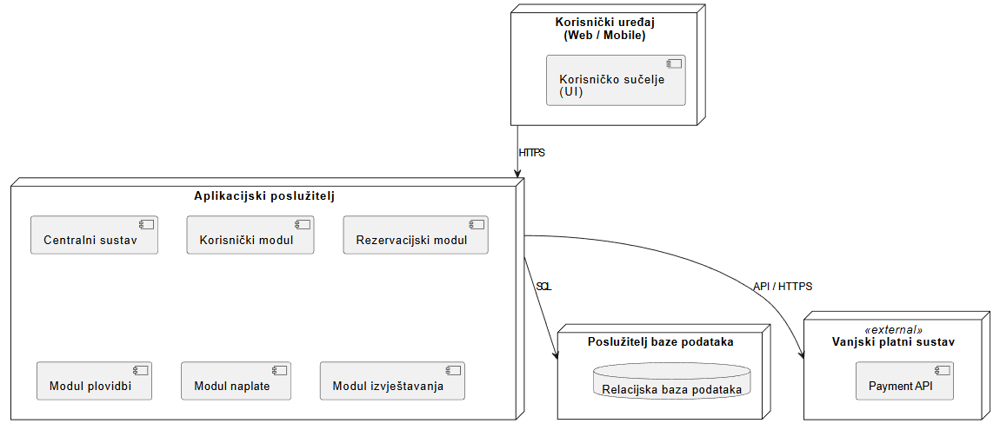 Korisnički uređaj
(Web / Mobile)
Korisničko sučelje
(UI)
HTTPS
Aplikacijski poslužitelj
Centralni sustav
Korisnički modul
Rezervacijski modul
SQL
API / HTTPS
«external»
Vanjski platni sustav
Poslužitelj baze podataka
Modul plovidbi
Modul naplate
Modul izvještavanja
Relacijska baza podataka
Payment API